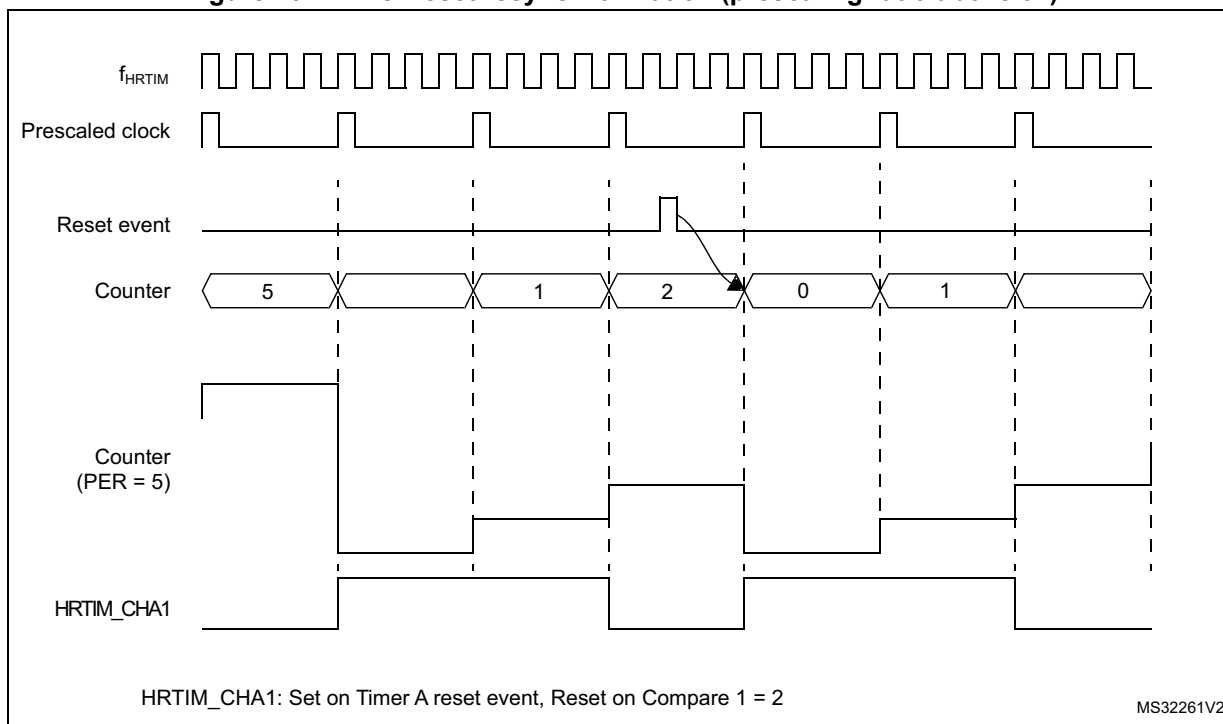 fHRTIM
Prescaled clock
Reset event
Counter
5
1
2
0
1
Counter
(PER = 5)
HRTIM_CHA1
HRTIM_CHA1: Set on Timer A reset event, Reset on Compare 1 = 2
MS32261V2